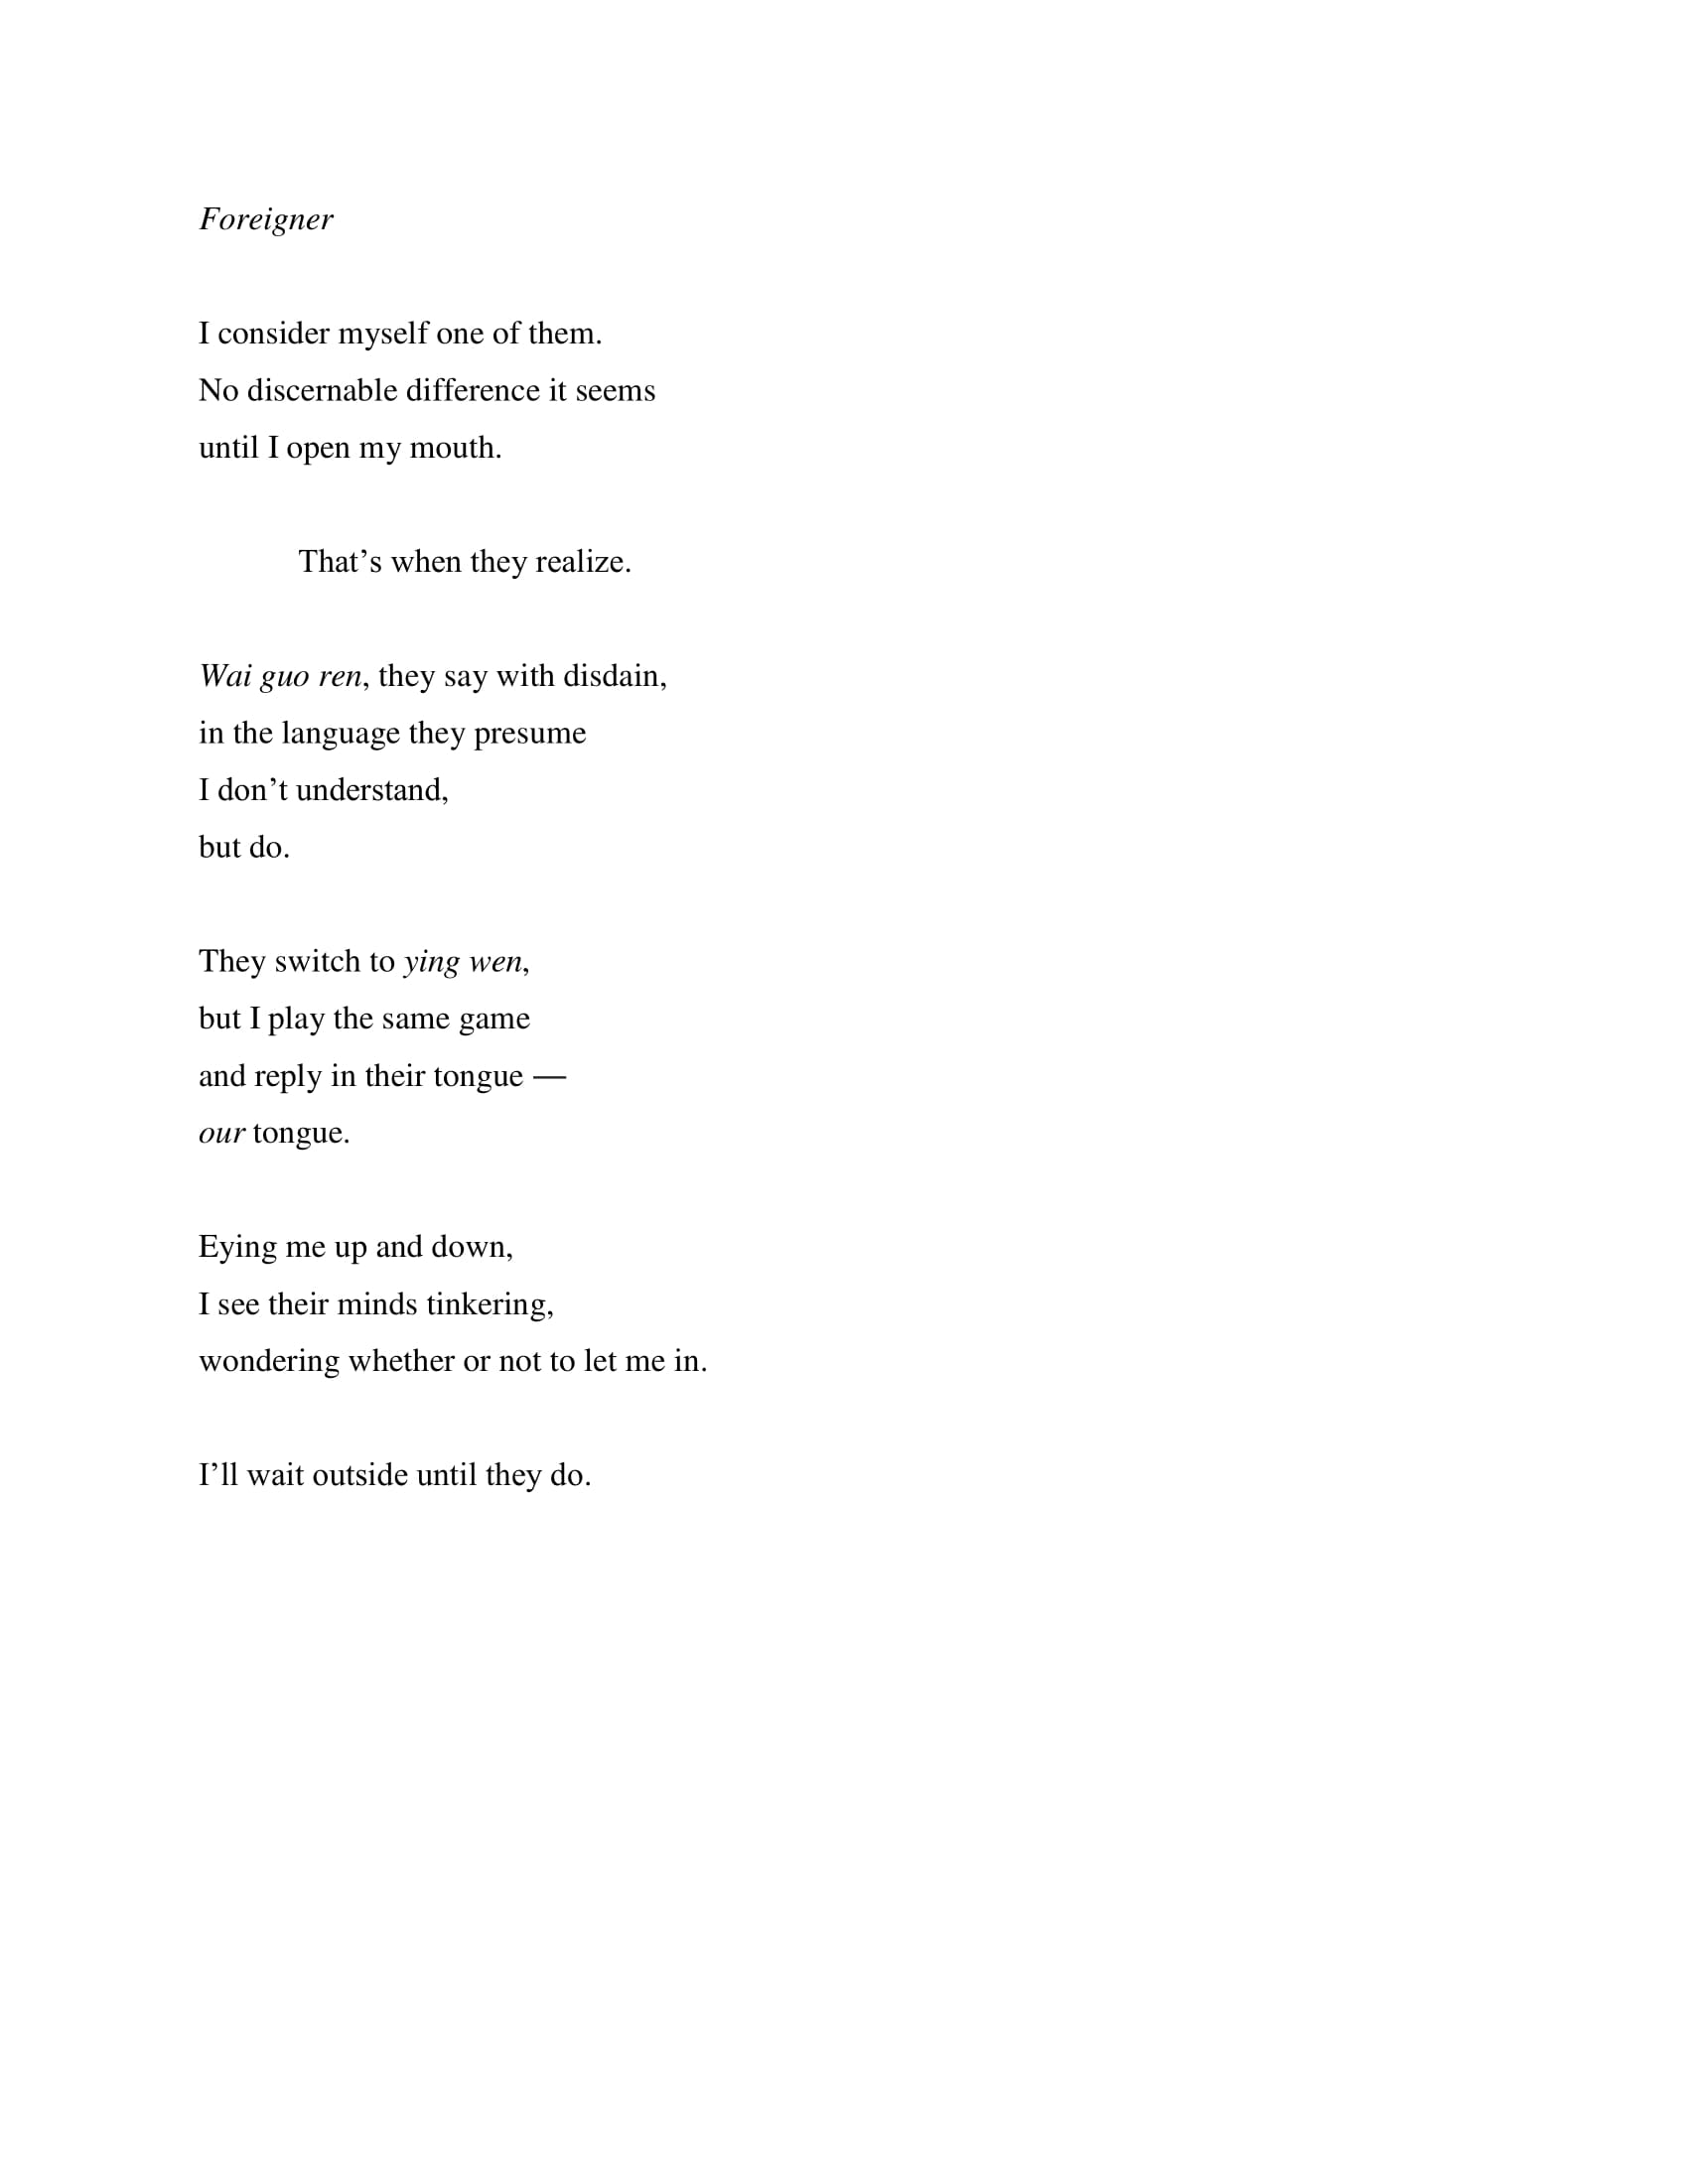 Foreigner
I consider myself one of them.
No discernable difference it seems
until I open my mouth.
That’s when they realize.
Wai guo ren, they say with disdain,
in the language they presume
I don’t understand,
but do.
They switch to ying wen,
but I play the same game
and reply in their tongue —
our tongue.
Eying me up and down,
I see their minds tinkering,
wondering whether or not to let me in.
I’ll wait outside until they do.